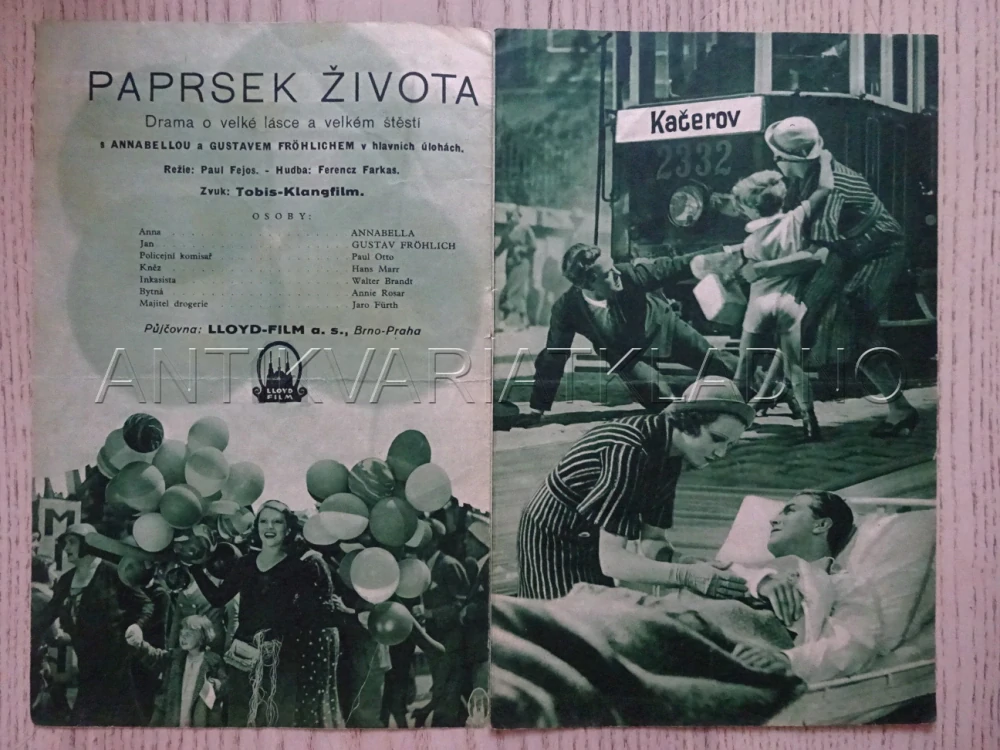 PAPRSEK ŽIVOTA
Drama o velké lásce a velkém štěstí
s ANNABELLOU a GUSTAVEM FRÖHLICHEM v hlavních úlohách.
Režie: Paul Fejos. - Hudba: Ferencz Farkas.
Zvuk: Tobis-Klangfilm.
OSOBY:
Anna . . . . . . . . . . ANNABELLA
Jan . . . . . . . . . . GUSTAV FRÖHLICH
Policejní komisař . . . . . . . . . . Paul Otto
Kněz . . . . . . . . . . Hans Marr
Inkasista . . . . . . . . . . Walter Brandt
Bytná . . . . . . . . . . Annie Rosar
Majitel drogerie . . . . . . . . . . Jaro Fürth
Půjčovna: LLOYD-FILM a. s., Brno-Praha
LLOYD
FILM
M
Kačerov
2332
ANTIKVARIATKLADNO